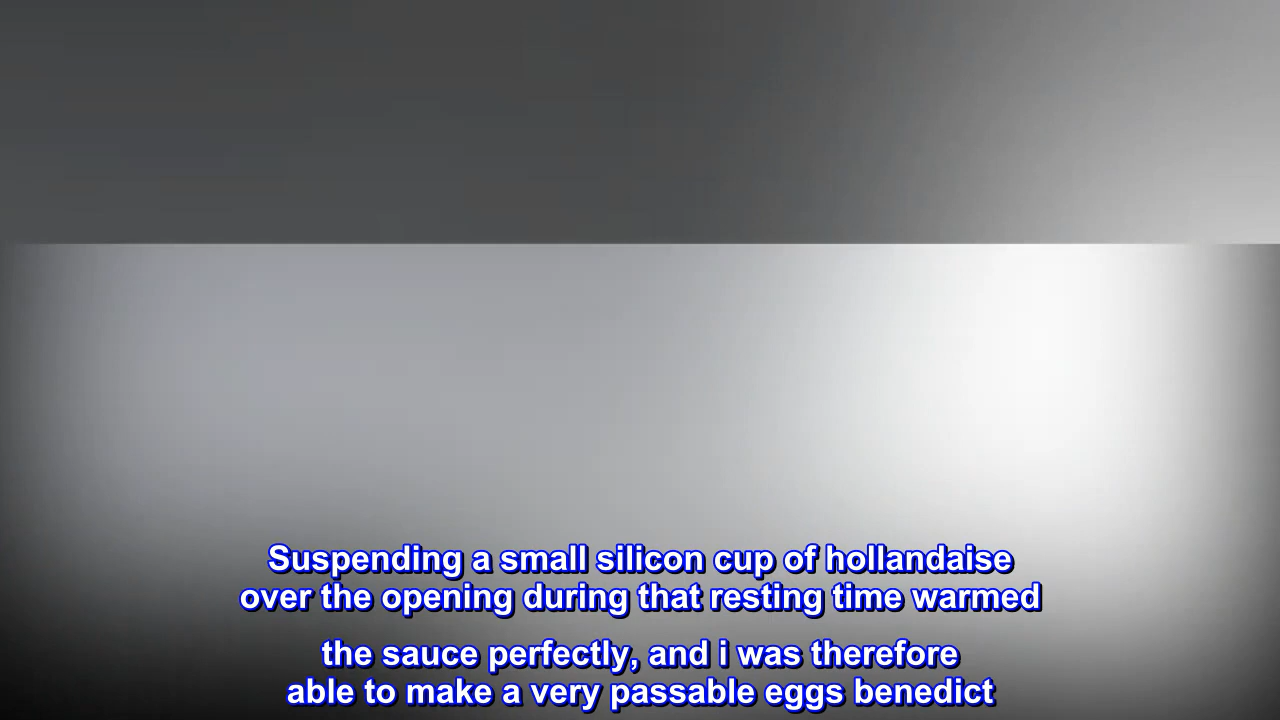 Suspending a small silicon cup of hollandaise
over the opening during that resting time warmed
the sauce perfectly, and i was therefore
able to make a very passable eggs benedict